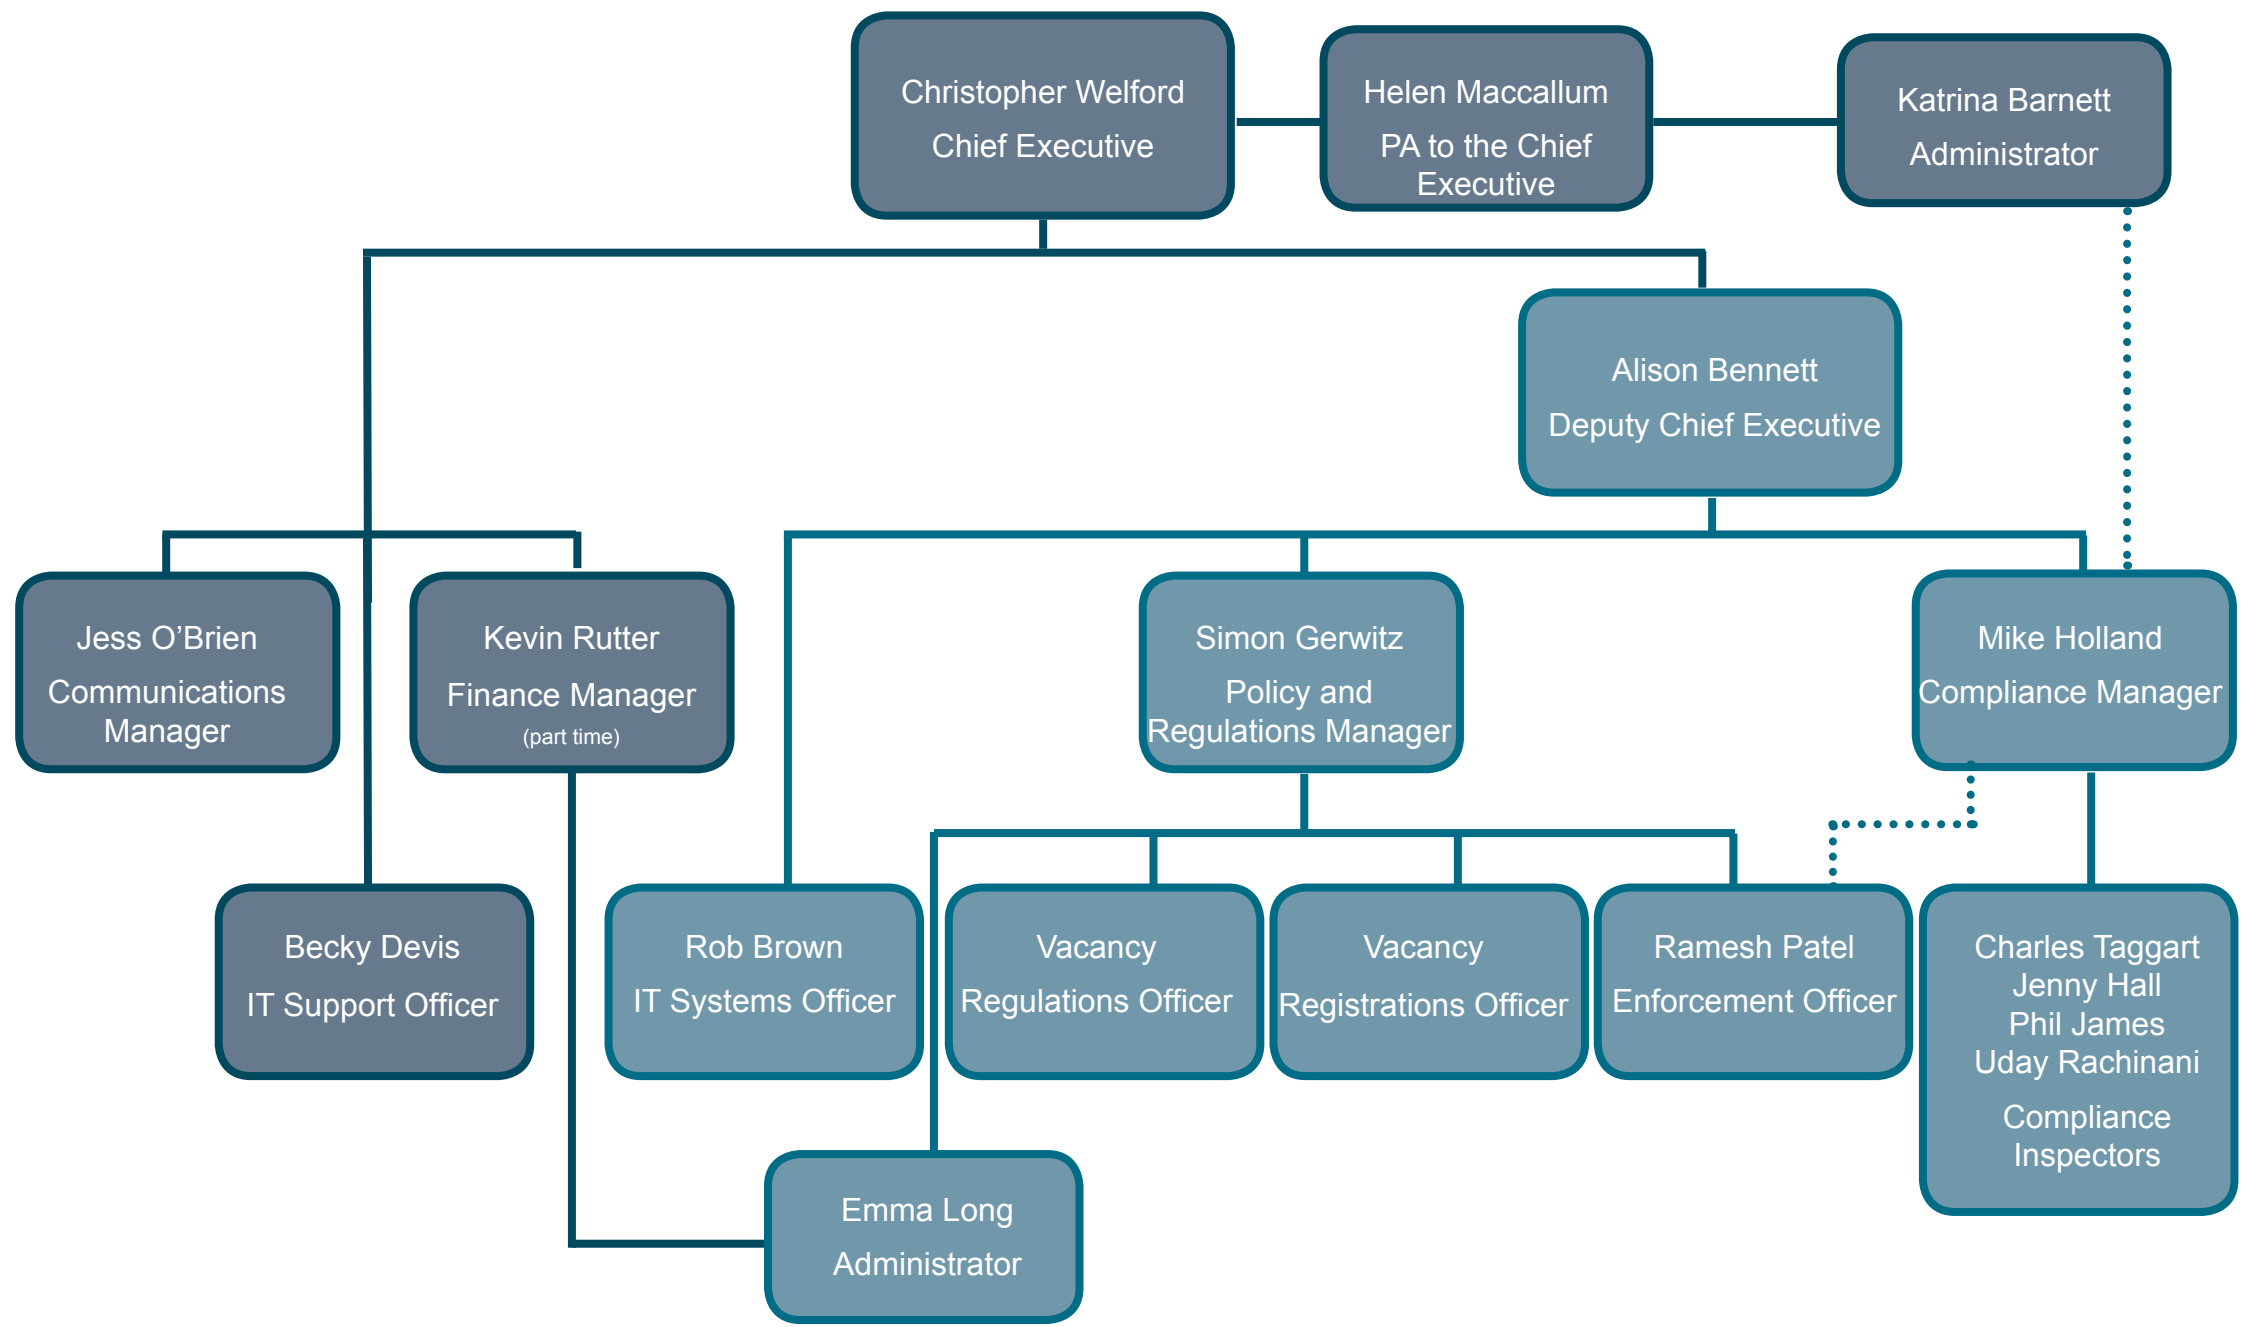 Christopher Welford
Chief Executive
Helen Maccallum
PA to the Chief
Executive
Katrina Barnett
Administrator
Alison Bennett
Deputy Chief Executive
Jess O’Brien
Communications
Manager
Kevin Rutter
Finance Manager
(part time)
Simon Gerwitz
Policy and
Regulations Manager
Mike Holland
Compliance Manager
Becky Devis
IT Support Officer
Rob Brown
IT Systems Officer
Vacancy
Regulations Officer
Vacancy
Registrations Officer
Ramesh Patel
Enforcement Officer
Charles Taggart
Jenny Hall
Phil James
Uday Rachinani
Compliance
Inspectors
Emma Long
Administrator